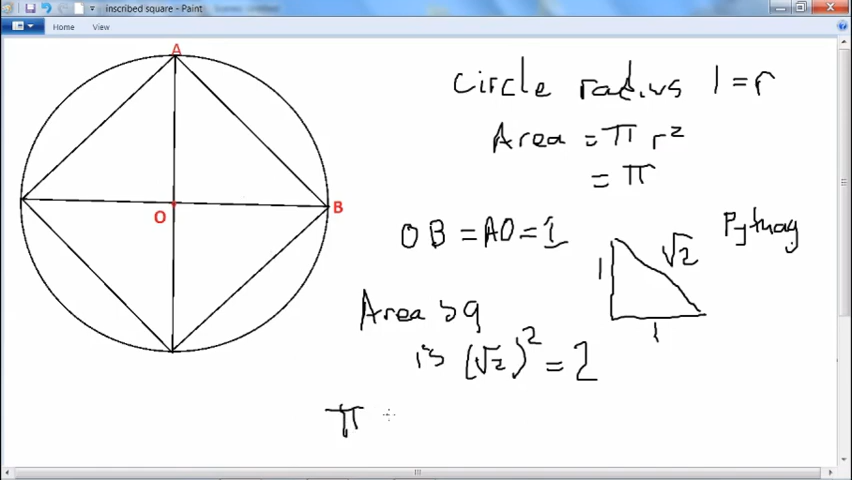 inscribed square - Paint
Home View
A
B
O
circle radius 1 = r
Area = π r²
= π
OB = AO = 1
Pythag
1
√2
1
Area sq
is (√2)² = 2
π